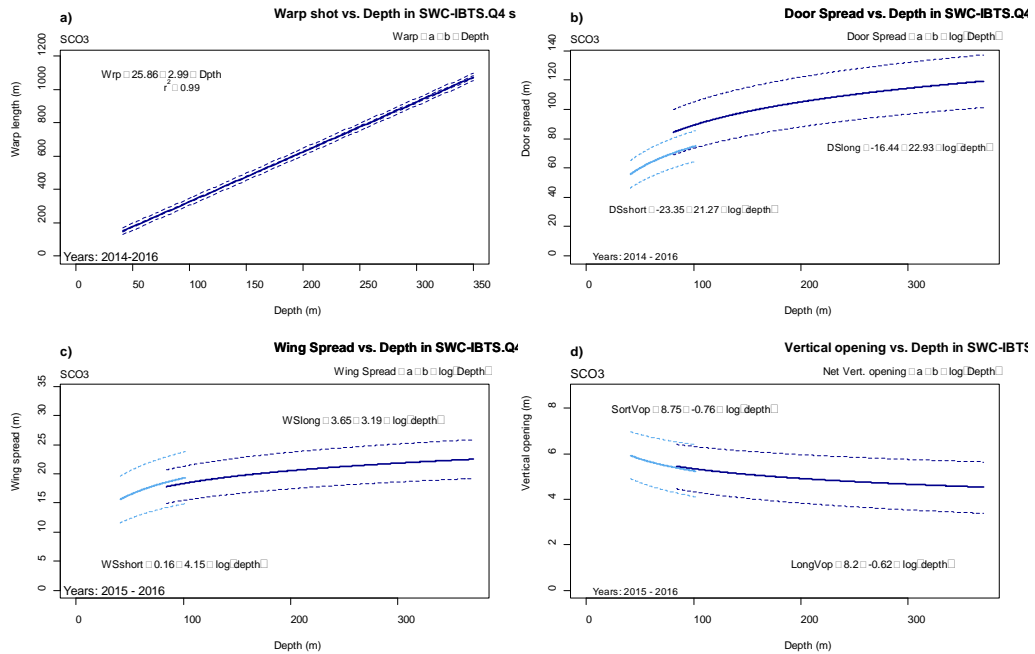 a)
Warp shot vs. Depth in SWC-IBTS.Q4 s
SCO3
Warp □ a □ b □ Depth
Wrp □ 25.86 □ 2.99 □ Dpth
r² □ 0.99
Warp length (m)
0 200 400 600 800 1000 1200
Years: 2014-2016
0 50 100 150 200 250 300 350
Depth (m)
b)
Door Spread vs. Depth in SWC-IBTS.Q4
SCO3
Door Spread □ a □ b □ log□Depth□
DSlong □ -16.44 □ 22.93 □ log□depth□
DSshort □ -23.35 □ 21.27 □ log□depth□
Door spread (m)
0 20 40 60 80 100 120 140
Years: 2014 - 2016
0 100 200 300
Depth (m)
c)
Wing Spread vs. Depth in SWC-IBTS.Q4
SCO3
Wing Spread □ a □ b □ log□Depth□
WSlong □ 3.65 □ 3.19 □ log□depth□
WSshort □ 0.16 □ 4.15 □ log□depth□
Wing spread (m)
0 5 10 15 20 25 30 35
Years: 2015 - 2016
0 100 200 300
Depth (m)
d)
Vertical opening vs. Depth in SWC-IBTS
SCO3
Net Vert. opening □ a □ b □ log□Depth□
SortVop □ 8.75 □ -0.76 □ log□depth□
LongVop □ 8.2 □ -0.62 □ log□depth□
Vertical opening (m)
0 2 4 6 8
Years: 2015 - 2016
0 100 200 300
Depth (m)